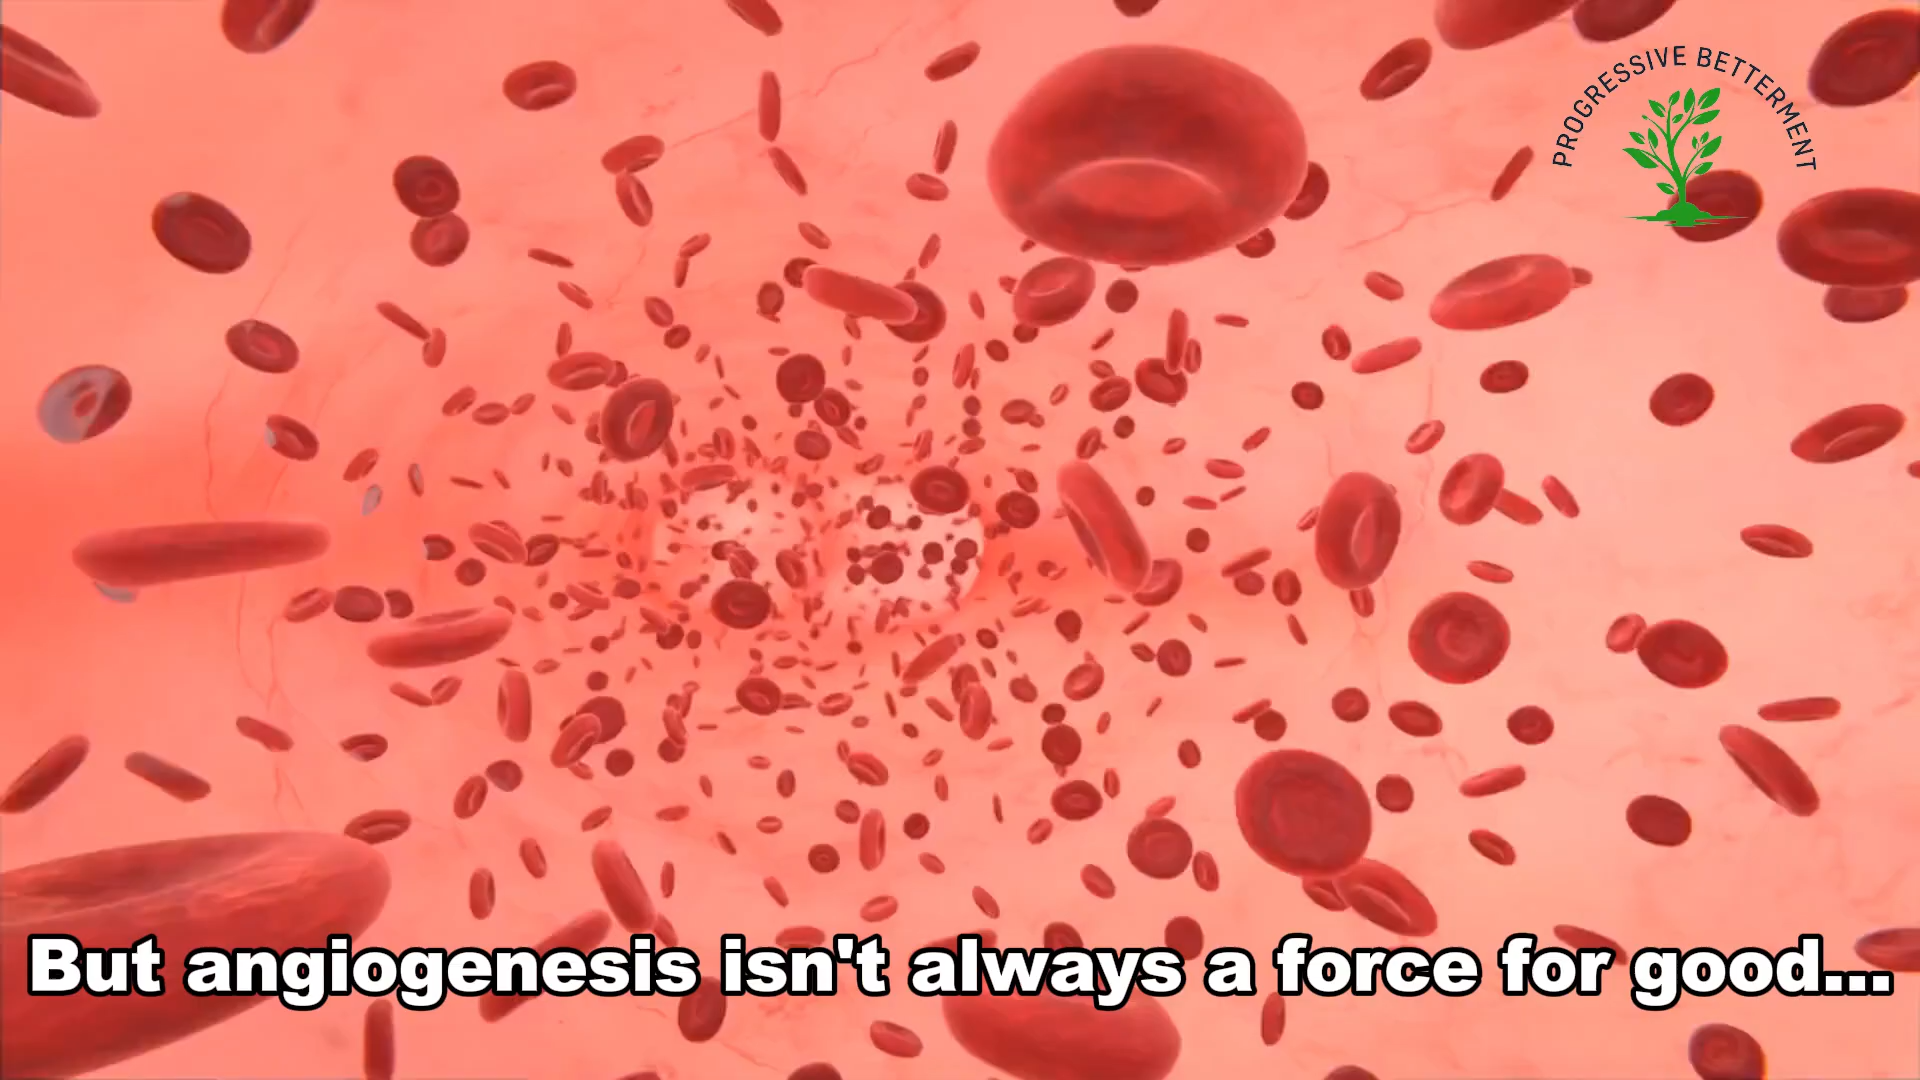 PROGRESSIVE BETTERMENT
But angiogenesis isn't always a force for good...